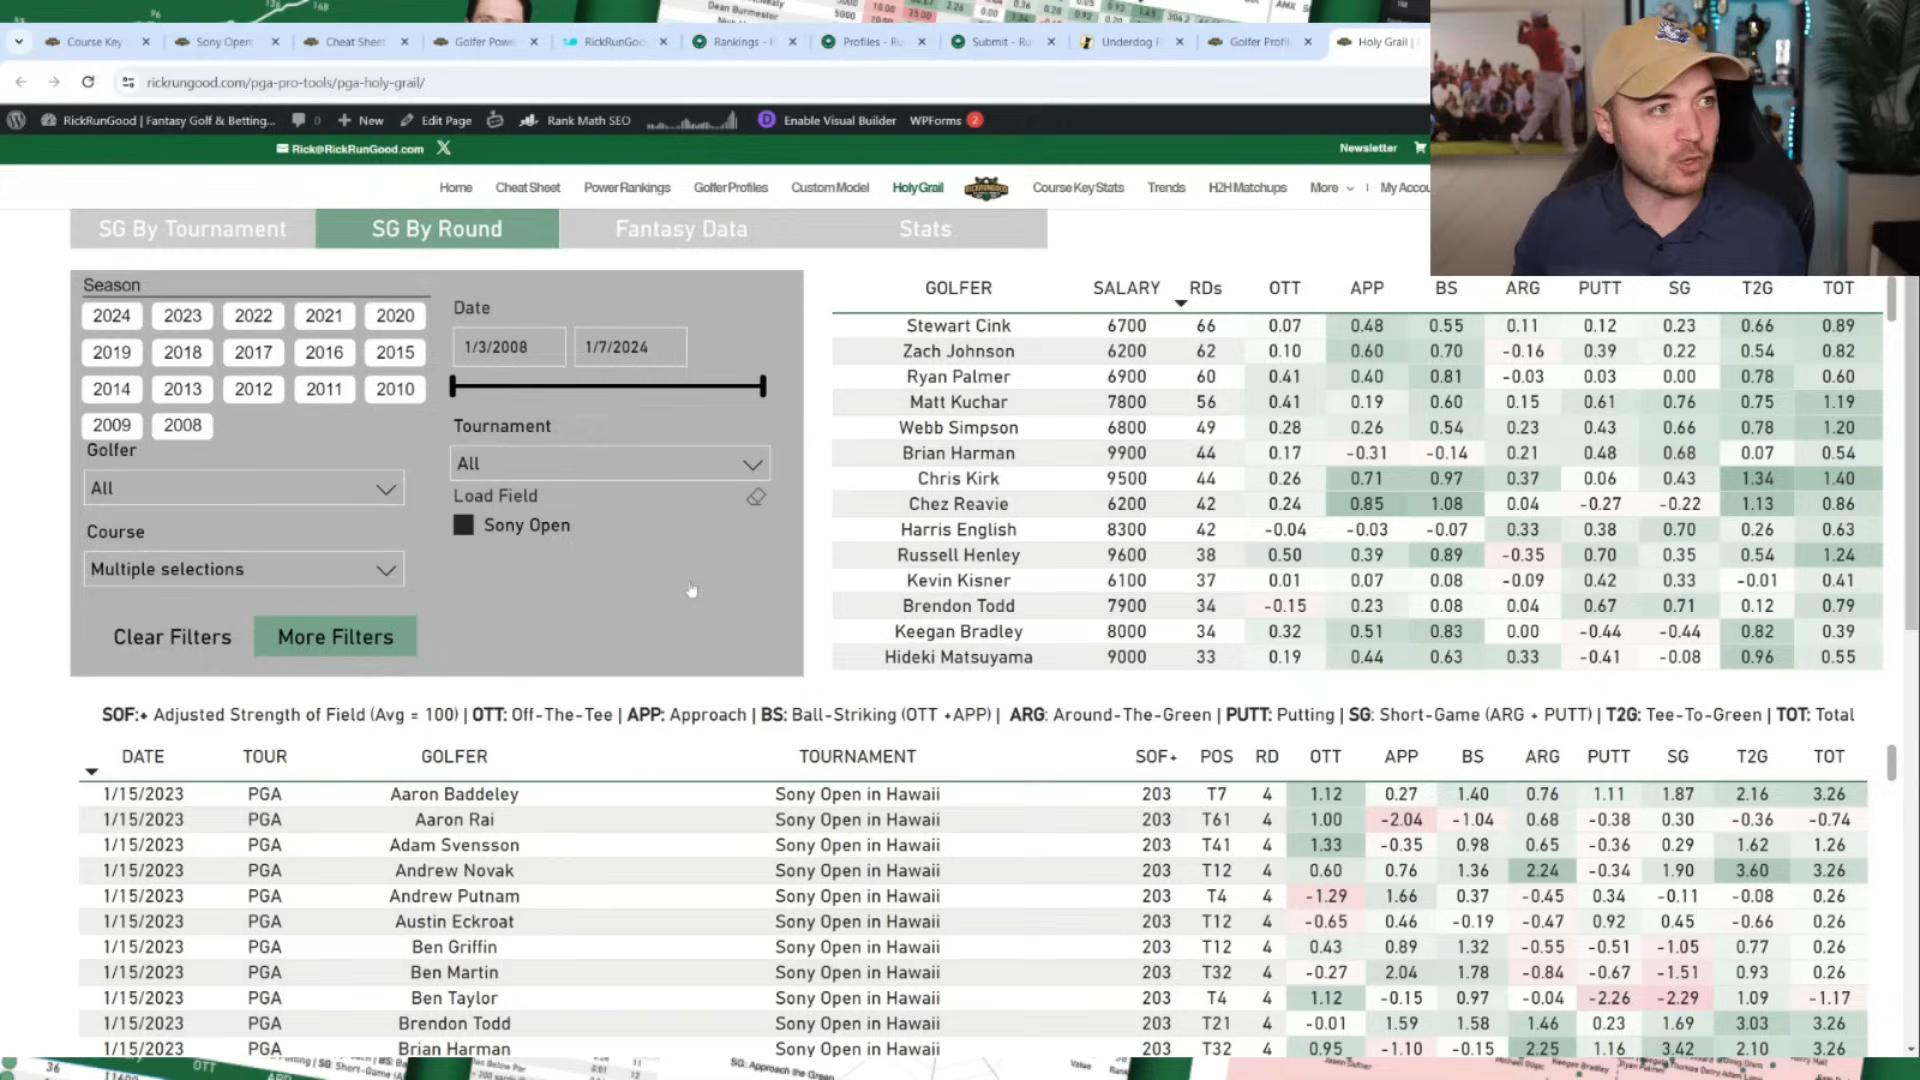 Dean Burmester
5000
10.00
25.00
2.26
0.00
0.36
0.28
0.92
1.45
AMX
96
168
Course Key
Sony Open:
Cheat Sheet
Golfer Powe
RickRunGoo
Rankings - R
Profiles - Ru
Submit - Ru
Underdog F
Golfer Profil
Holy Grail |
rickrungood.com/pga-pro-tools/pga-holy-grail/
RickRunGood | Fantasy Golf & Betting... 0 New Edit Page Rank Math SEO Enable Visual Builder WPForms 2
Rick@RickRunGood.com Newsletter
Home Cheat Sheet Power Rankings Golfer Profiles Custom Model Holy Grail RICKRUNGOOD Course Key Stats Trends H2H Matchups More My Accou
SG By Tournament SG By Round Fantasy Data Stats
Season
2024 2023 2022 2021 2020
2019 2018 2017 2016 2015
2014 2013 2012 2011 2010
2009 2008
Golfer
All
Course
Multiple selections
Clear Filters More Filters
Date
1/3/2008 1/7/2024
Tournament
All
Load Field
Sony Open
GOLFER SALARY RDs OTT APP BS ARG PUTT SG T2G TOT
Stewart Cink 6700 66 0.07 0.48 0.55 0.11 0.12 0.23 0.66 0.89
Zach Johnson 6200 62 0.10 0.60 0.70 -0.16 0.39 0.22 0.54 0.82
Ryan Palmer 6900 60 0.41 0.40 0.81 -0.03 0.03 0.00 0.78 0.60
Matt Kuchar 7800 56 0.41 0.19 0.60 0.15 0.61 0.76 0.75 1.19
Webb Simpson 6800 49 0.28 0.26 0.54 0.23 0.43 0.66 0.78 1.20
Brian Harman 9900 44 0.17 -0.31 -0.14 0.21 0.48 0.68 0.07 0.54
Chris Kirk 9500 44 0.26 0.71 0.97 0.37 0.06 0.43 1.34 1.40
Chez Reavie 6200 42 0.24 0.85 1.08 0.04 -0.27 -0.22 1.13 0.86
Harris English 8300 42 -0.04 -0.03 -0.07 0.33 0.38 0.70 0.26 0.63
Russell Henley 9600 38 0.50 0.39 0.89 -0.35 0.70 0.35 0.54 1.24
Kevin Kisner 6100 37 0.01 0.07 0.08 -0.09 0.42 0.33 -0.01 0.41
Brendon Todd 7900 34 -0.15 0.23 0.08 0.04 0.67 0.71 0.12 0.79
Keegan Bradley 8000 34 0.32 0.51 0.83 0.00 -0.44 -0.44 0.82 0.39
Hideki Matsuyama 9000 33 0.19 0.44 0.63 0.33 -0.41 -0.08 0.96 0.55
SOF:+ Adjusted Strength of Field (Avg = 100) | OTT: Off-The-Tee | APP: Approach | BS: Ball-Striking (OTT +APP) | ARG: Around-The-Green | PUTT: Putting | SG: Short-Game (ARG + PUTT) | T2G: Tee-To-Green | TOT: Total
DATE TOUR GOLFER TOURNAMENT SOF+ POS RD OTT APP BS ARG PUTT SG T2G TOT
1/15/2023 PGA Aaron Baddeley Sony Open in Hawaii 203 T7 4 1.12 0.27 1.40 0.76 1.11 1.87 2.16 3.26
1/15/2023 PGA Aaron Rai Sony Open in Hawaii 203 T61 4 1.00 -2.04 -1.04 0.68 -0.38 0.30 -0.36 -0.74
1/15/2023 PGA Adam Svensson Sony Open in Hawaii 203 T41 4 1.33 -0.35 0.98 0.65 -0.36 0.29 1.62 1.26
1/15/2023 PGA Andrew Novak Sony Open in Hawaii 203 T12 4 0.60 0.76 1.36 2.24 -0.34 1.90 3.60 3.26
1/15/2023 PGA Andrew Putnam Sony Open in Hawaii 203 T4 4 -1.29 1.66 0.37 -0.45 0.34 -0.11 -0.08 0.26
1/15/2023 PGA Austin Eckroat Sony Open in Hawaii 203 T12 4 -0.65 0.46 -0.19 -0.47 0.92 0.45 -0.66 0.26
1/15/2023 PGA Ben Griffin Sony Open in Hawaii 203 T12 4 0.43 0.89 1.32 -0.55 -0.51 -1.05 0.77 0.26
1/15/2023 PGA Ben Martin Sony Open in Hawaii 203 T32 4 -0.27 2.04 1.78 -0.84 -0.67 -1.51 0.93 0.26
1/15/2023 PGA Ben Taylor Sony Open in Hawaii 203 T4 4 1.12 -0.15 0.97 -0.04 -2.26 -2.29 1.09 -1.17
1/15/2023 PGA Brendon Todd Sony Open in Hawaii 203 T21 4 -0.01 1.59 1.58 1.46 0.23 1.69 3.03 3.26
1/15/2023 PGA Brian Harman Sony Open in Hawaii 203 T32 4 0.95 -1.10 -0.15 2.25 1.16 3.42 2.10 3.26
36
OTT
SG: Approach the Green
Value
Keegan Bradley